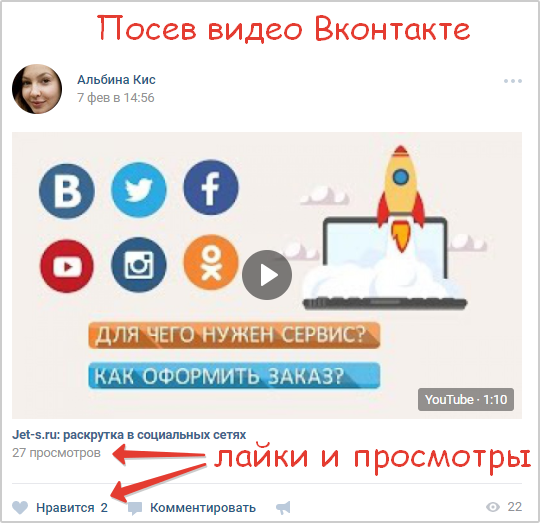 Посев видео Вконтакте
Альбина Кис
7 фев в 14:56
ДЛЯ ЧЕГО НУЖЕН СЕРВИС?
КАК ОФОРМИТЬ ЗАКАЗ?
YouTube · 1:10
Jet-s.ru: раскрутка в социальных сетях
27 просмотров
лайки и просмотры
Нравится 2 Комментировать 22